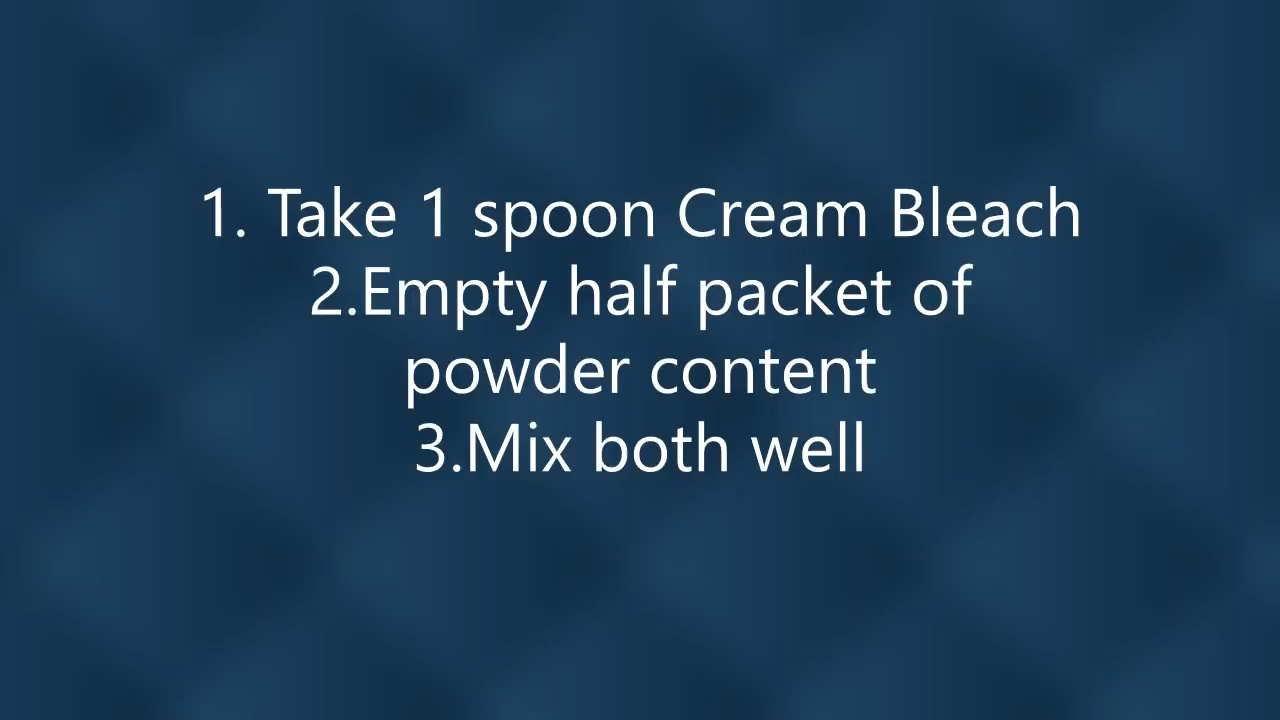 1. Take 1 spoon Cream Bleach
2.Empty half packet of
powder content
3.Mix both well